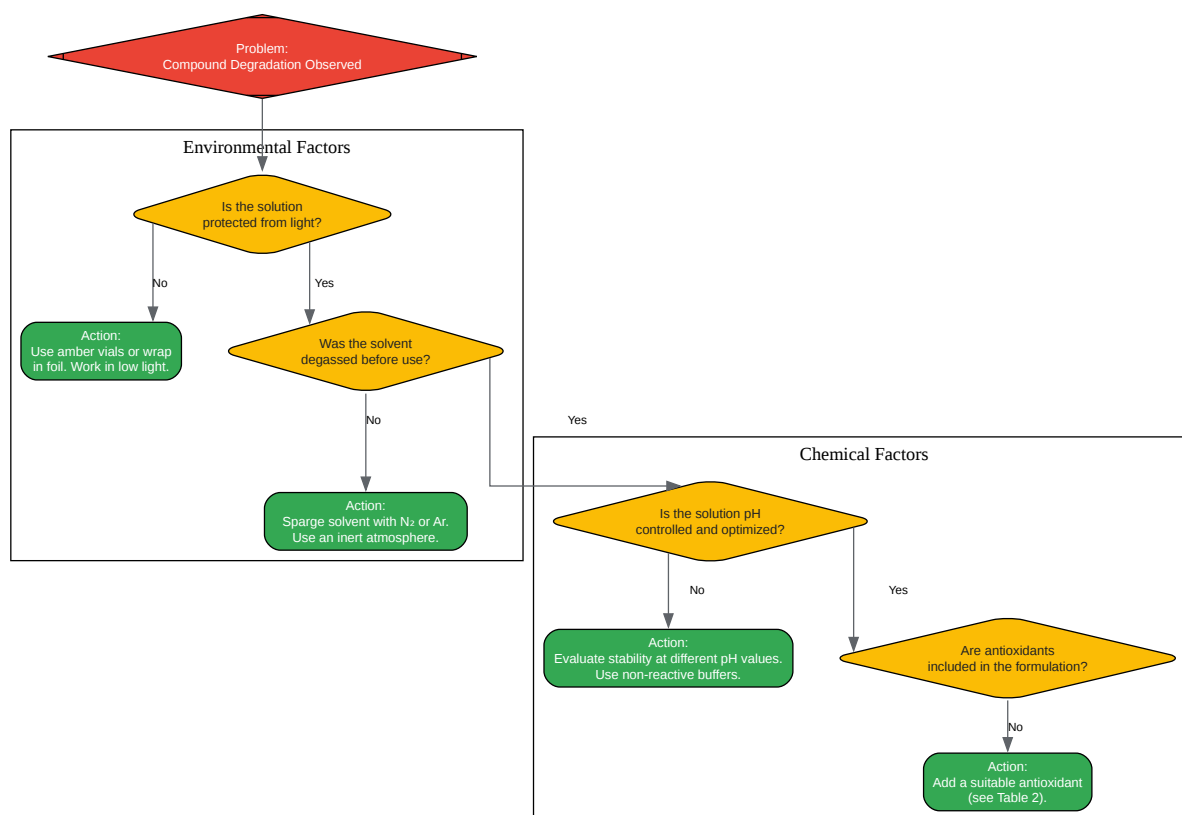 Problem:
Compound Degradation Observed
Environmental Factors
Is the solution
protected from light?
No
Yes
Action:
Use amber vials or wrap
in foil. Work in low light.
Was the solvent
degassed before use?
No
Yes
Action:
Sparge solvent with N₂ or Ar.
Use an inert atmosphere.
Chemical Factors
Is the solution pH
controlled and optimized?
No
Yes
Action:
Evaluate stability at different pH values.
Use non-reactive buffers.
Are antioxidants
included in the formulation?
No
Action:
Add a suitable antioxidant
(see Table 2).